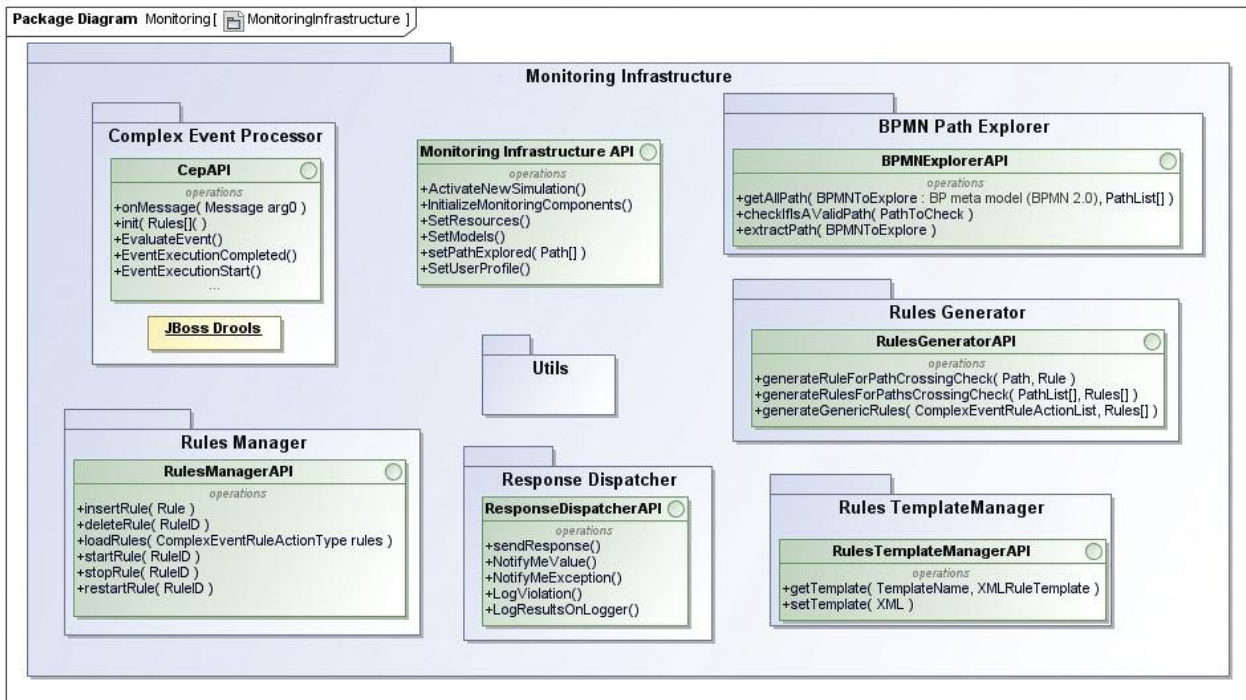 Package Diagram Monitoring [ MonitoringInfrastructure ]
Monitoring Infrastructure
Complex Event Processor
CepAPI
operations
+onMessage( Message arg0 )
+init( Rules[]( )
+EvaluateEvent()
+EventExecutionCompleted()
+EventExecutionStart()
...
JBoss Drools
Monitoring Infrastructure API
operations
+ActivateNewSimulation()
+InitializeMonitoringComponents()
+SetResources()
+SetModels()
+setPathExplored( Path[] )
+SetUserProfile()
BPMN Path Explorer
BPMNExplorerAPI
operations
+getAllPath( BPMNToExplore : BP meta model (BPMN 2.0), PathList[] )
+checkIfIsAValidPath( PathToCheck )
+extractPath( BPMNToExplore )
Rules Generator
RulesGeneratorAPI
operations
+generateRuleForPathCrossingCheck( Path, Rule )
+generateRulesForPathsCrossingCheck( PathList[], Rules[] )
+generateGenericRules( ComplexEventRuleActionList, Rules[] )
Utils
Rules Manager
RulesManagerAPI
operations
+insertRule( Rule )
+deleteRule( RuleID )
+loadRules( ComplexEventRuleActionType rules )
+startRule( RuleID )
+stopRule( RuleID )
+restartRule( RuleID )
Response Dispatcher
ResponseDispatcherAPI
operations
+sendResponse()
+NotifyMeValue()
+NotifyMeException()
+LogViolation()
+LogResultsOnLogger()
Rules TemplateManager
RulesTemplateManagerAPI
operations
+getTemplate( TemplateName, XMLRuleTemplate )
+setTemplate( XML )